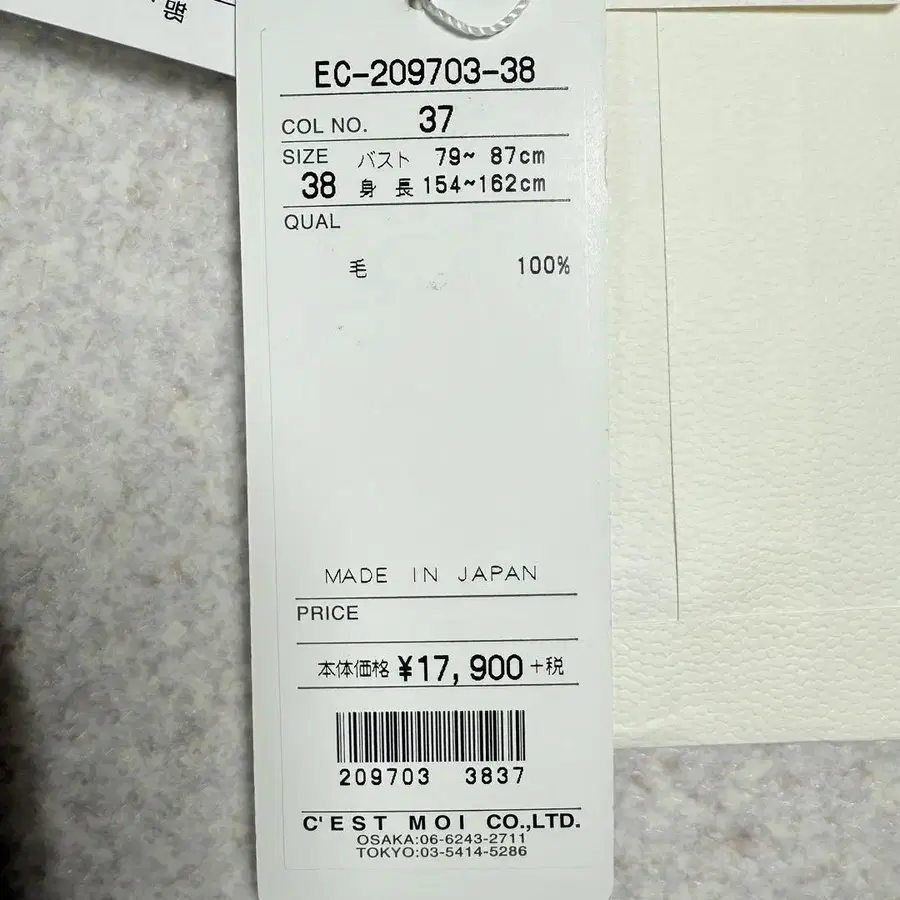 EC-209703-38
COL NO. 37
SIZE バスト 79~ 87cm
38 身 長 154~162cm
QUAL
毛 100%
MADE IN JAPAN
PRICE
本体価格 ¥17,900 +税
209703 3837
C'EST MOI CO.,LTD.
OSAKA:06-6243-2711
TOKYO:03-5414-5286